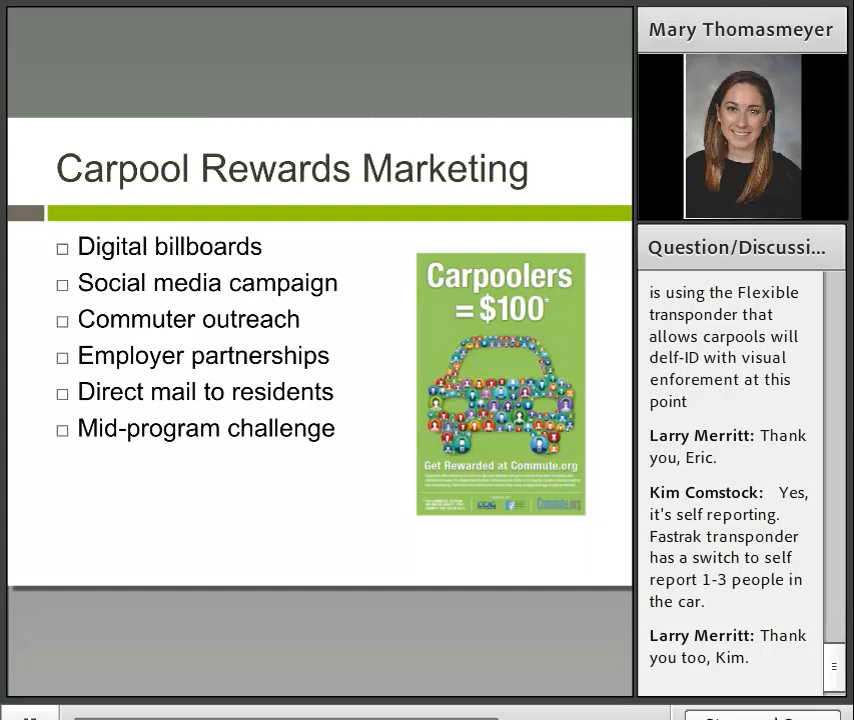 Carpool Rewards Marketing
Digital billboards
Social media campaign
Commuter outreach
Employer partnerships
Direct mail to residents
Mid-program challenge
Carpoolers
= $100*
Get Rewarded at Commute.org
Commute.org
Mary Thomasmeyer
Question/Discussi...
is using the Flexible
transponder that
allows carpools will
delf-ID with visual
enforement at this
point
Larry Merritt: Thank
you, Eric.
Kim Comstock: Yes,
it's self reporting.
Fastrak transponder
has a switch to self
report 1-3 people in
the car.
Larry Merritt: Thank
you too, Kim.